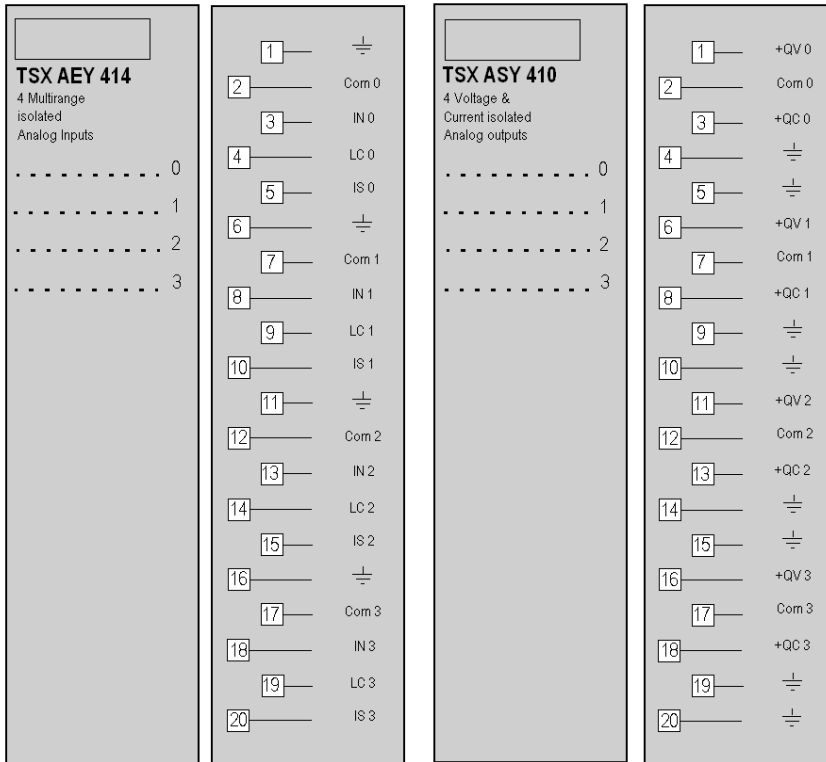 TSX AEY 414
4 Multirange
isolated
Analog Inputs
0
1
2
3
1
2 Com 0
3 IN 0
4 LC 0
5 IS 0
6
7 Com 1
8 IN 1
9 LC 1
10 IS 1
11
12 Com 2
13 IN 2
14 LC 2
15 IS 2
16
17 Com 3
18 IN 3
19 LC 3
20 IS 3
TSX ASY 410
4 Voltage &
Current isolated
Analog outputs
0
1
2
3
1 +QV 0
2 Com 0
3 +QC 0
4
5
6 +QV 1
7 Com 1
8 +QC 1
9
10
11 +QV 2
12 Com 2
13 +QC 2
14
15
16 +QV 3
17 Com 3
18 +QC 3
19
20